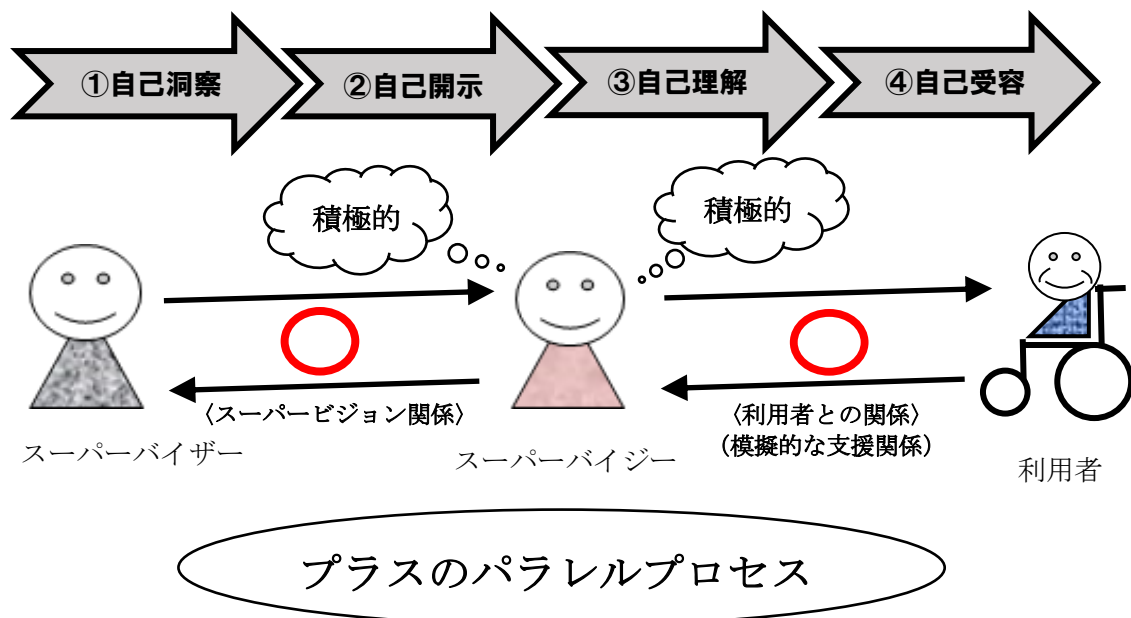 ①自己洞察
②自己開示
③自己理解
④自己受容
積極的
積極的
〈スーパービジョン関係〉
〈利用者との関係〉
（模擬的な支援関係）
スーパーバイザー
スーパーバイジー
利用者
プラスのパラレルプロセス